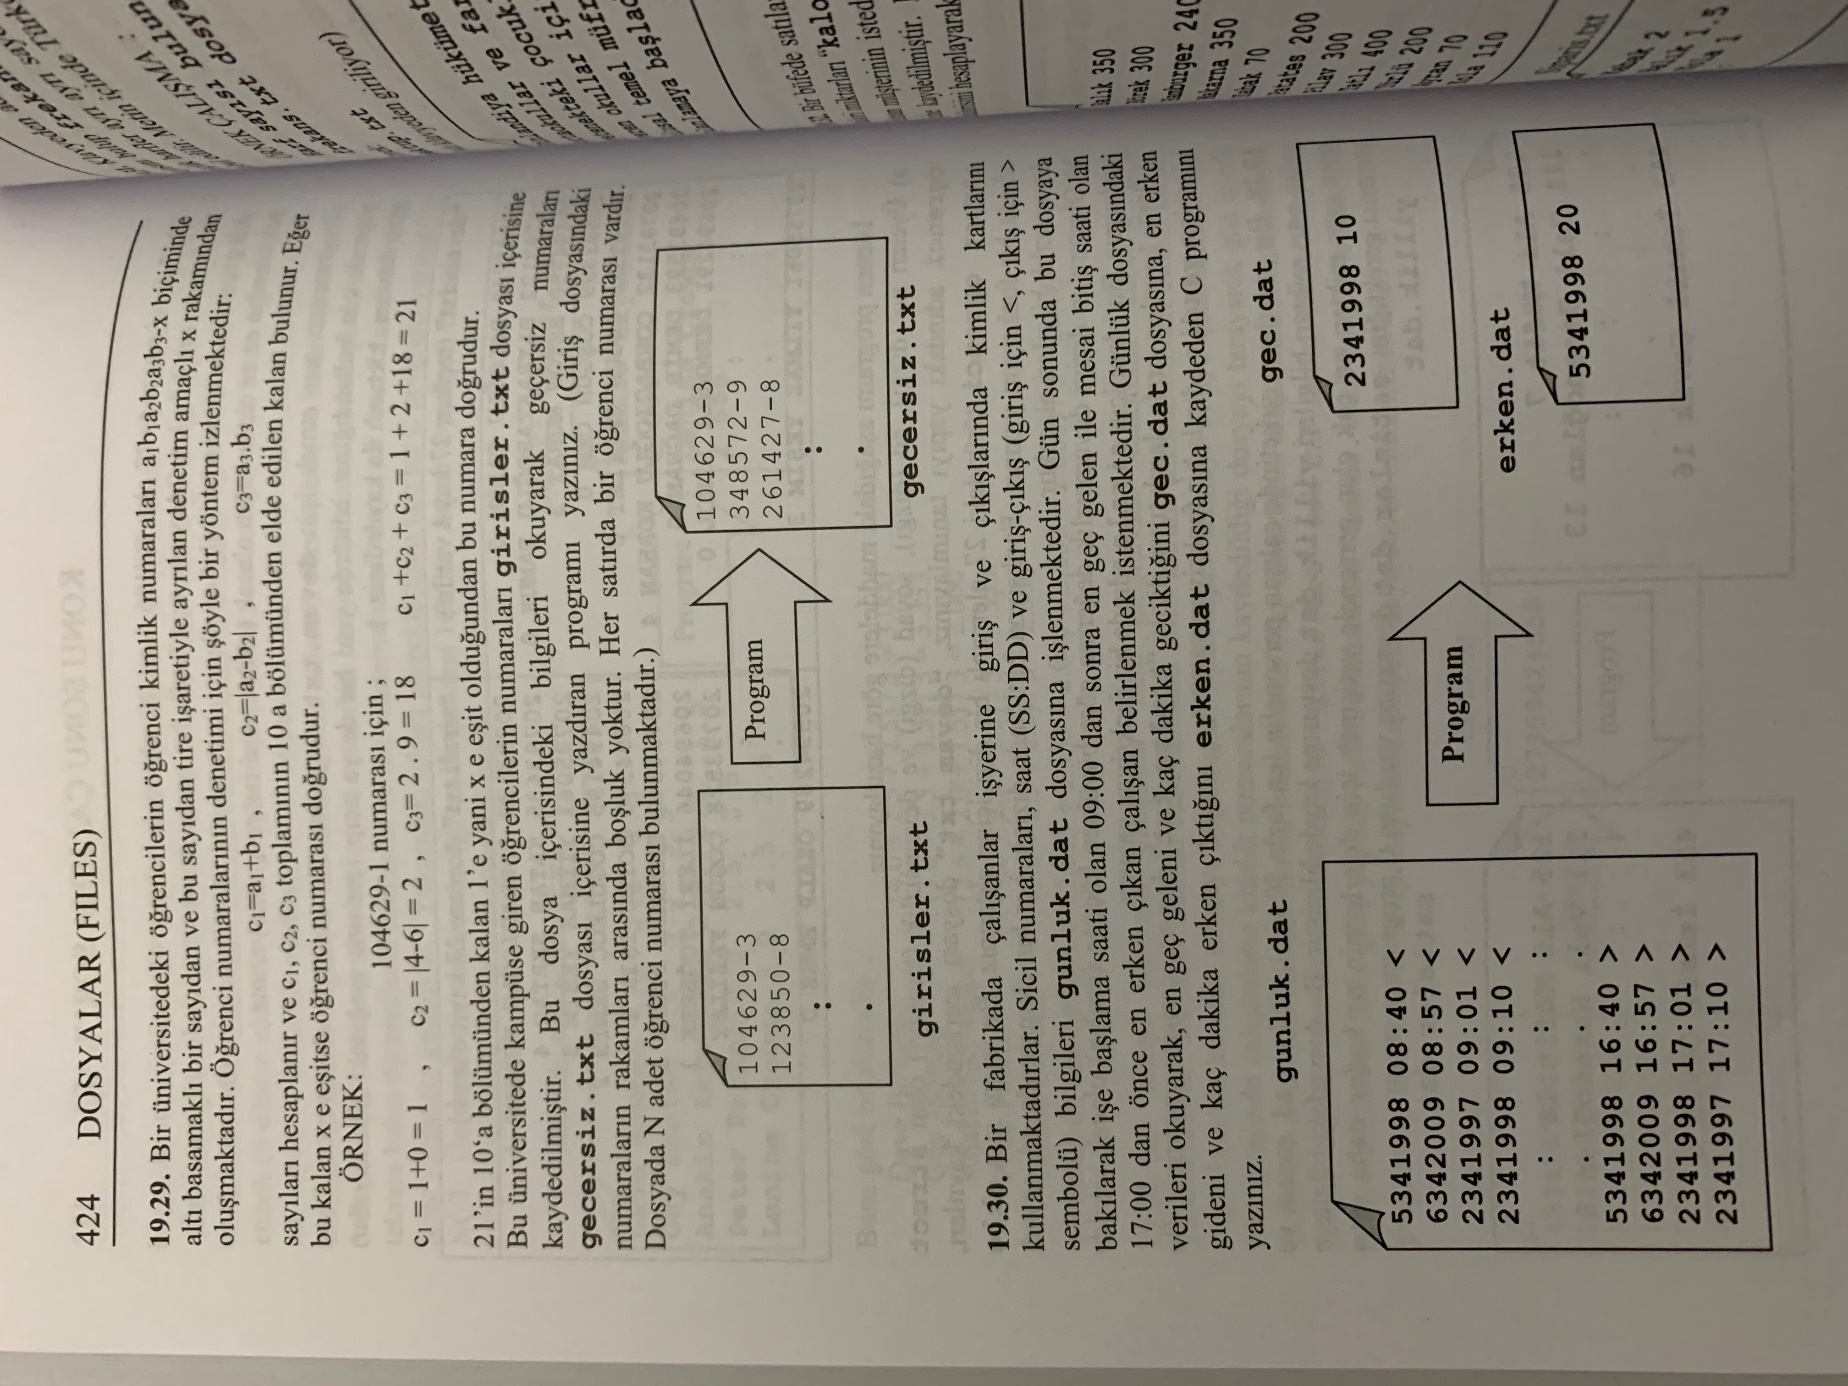 424 DOSYALAR (FILES)
19.29. Bir üniversitedeki öğrencilerin öğrenci kimlik numaraları a₁b₁a₂b₂a₃b₃-x biçiminde
altı basamaklı bir sayıdan ve bu sayıdan tire işaretiyle ayrılan denetim amaçlı x rakamından
oluşmaktadır. Öğrenci numaralarının denetimi için şöyle bir yöntem izlenmektedir:
c₁=a₁+b₁ , c₂=|a₂-b₂| , c₃=a₃.b₃
sayıları hesaplanır ve c₁, c₂, c₃ toplamının 10 a bölümünden elde edilen kalan bulunur. Eğer
bu kalan x e eşitse öğrenci numarası doğrudur.
ÖRNEK:
104629-1 numarası için ;
c₁ = 1+0 = 1 , c₂ = |4-6| = 2 , c₃= 2 . 9 = 18 c₁ +c₂ + c₃ = 1 + 2 +18 = 21
21’in 10‘a bölümünden kalan 1’e yani x e eşit olduğundan bu numara doğrudur.
Bu üniversitede kampüse giren öğrencilerin numaraları girisler.txt dosyası içerisine
kaydedilmiştir. Bu dosya içerisindeki bilgileri okuyarak geçersiz numaraları
gecersiz.txt dosyası içerisine yazdıran programı yazınız. (Giriş dosyasındaki
numaraların rakamları arasında boşluk yoktur. Her satırda bir öğrenci numarası vardır.
Dosyada N adet öğrenci numarası bulunmaktadır.)
104629-3
123850-8
:
.
girisler.txt
Program
104629-3
348572-9
261427-8
:
.
gecersiz.txt
19.30. Bir fabrikada çalışanlar işyerine giriş ve çıkışlarında kimlik kartlarını
kullanmaktadırlar. Sicil numaraları, saat (SS:DD) ve giriş-çıkış (giriş için <, çıkış için >
sembolü) bilgileri gunluk.dat dosyasına işlenmektedir. Gün sonunda bu dosyaya
bakılarak işe başlama saati olan 09:00 dan sonra en geç gelen ile mesai bitiş saati olan
17:00 dan önce en erken çıkan çalışan belirlenmek istenmektedir. Günlük dosyasındaki
verileri okuyarak, en geç geleni ve kaç dakika geciktiğini gec.dat dosyasına, en erken
gideni ve kaç dakika erken çıktığını erken.dat dosyasına kaydeden C programını
yazınız.
gunluk.dat
5341998 08:40 <
6342009 08:57 <
2341997 09:01 <
2341998 09:10 <
: : :
. . .
5341998 16:40 >
6342009 16:57 >
2341998 17:01 >
2341997 17:10 >
Program
gec.dat
2341998 10
erken.dat
5341998 20
350
300
240
350
70
200
300
400
200
70
110